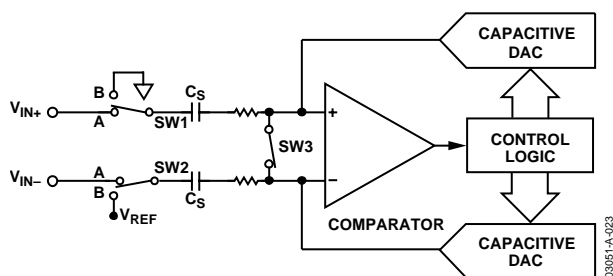 CAPACITIVE
DAC
B
CS
VIN+
A
SW1
+
SW3
CONTROL
LOGIC
VIN–
A
SW2
–
B
CS
VREF
COMPARATOR
CAPACITIVE
DAC
03051-A-023